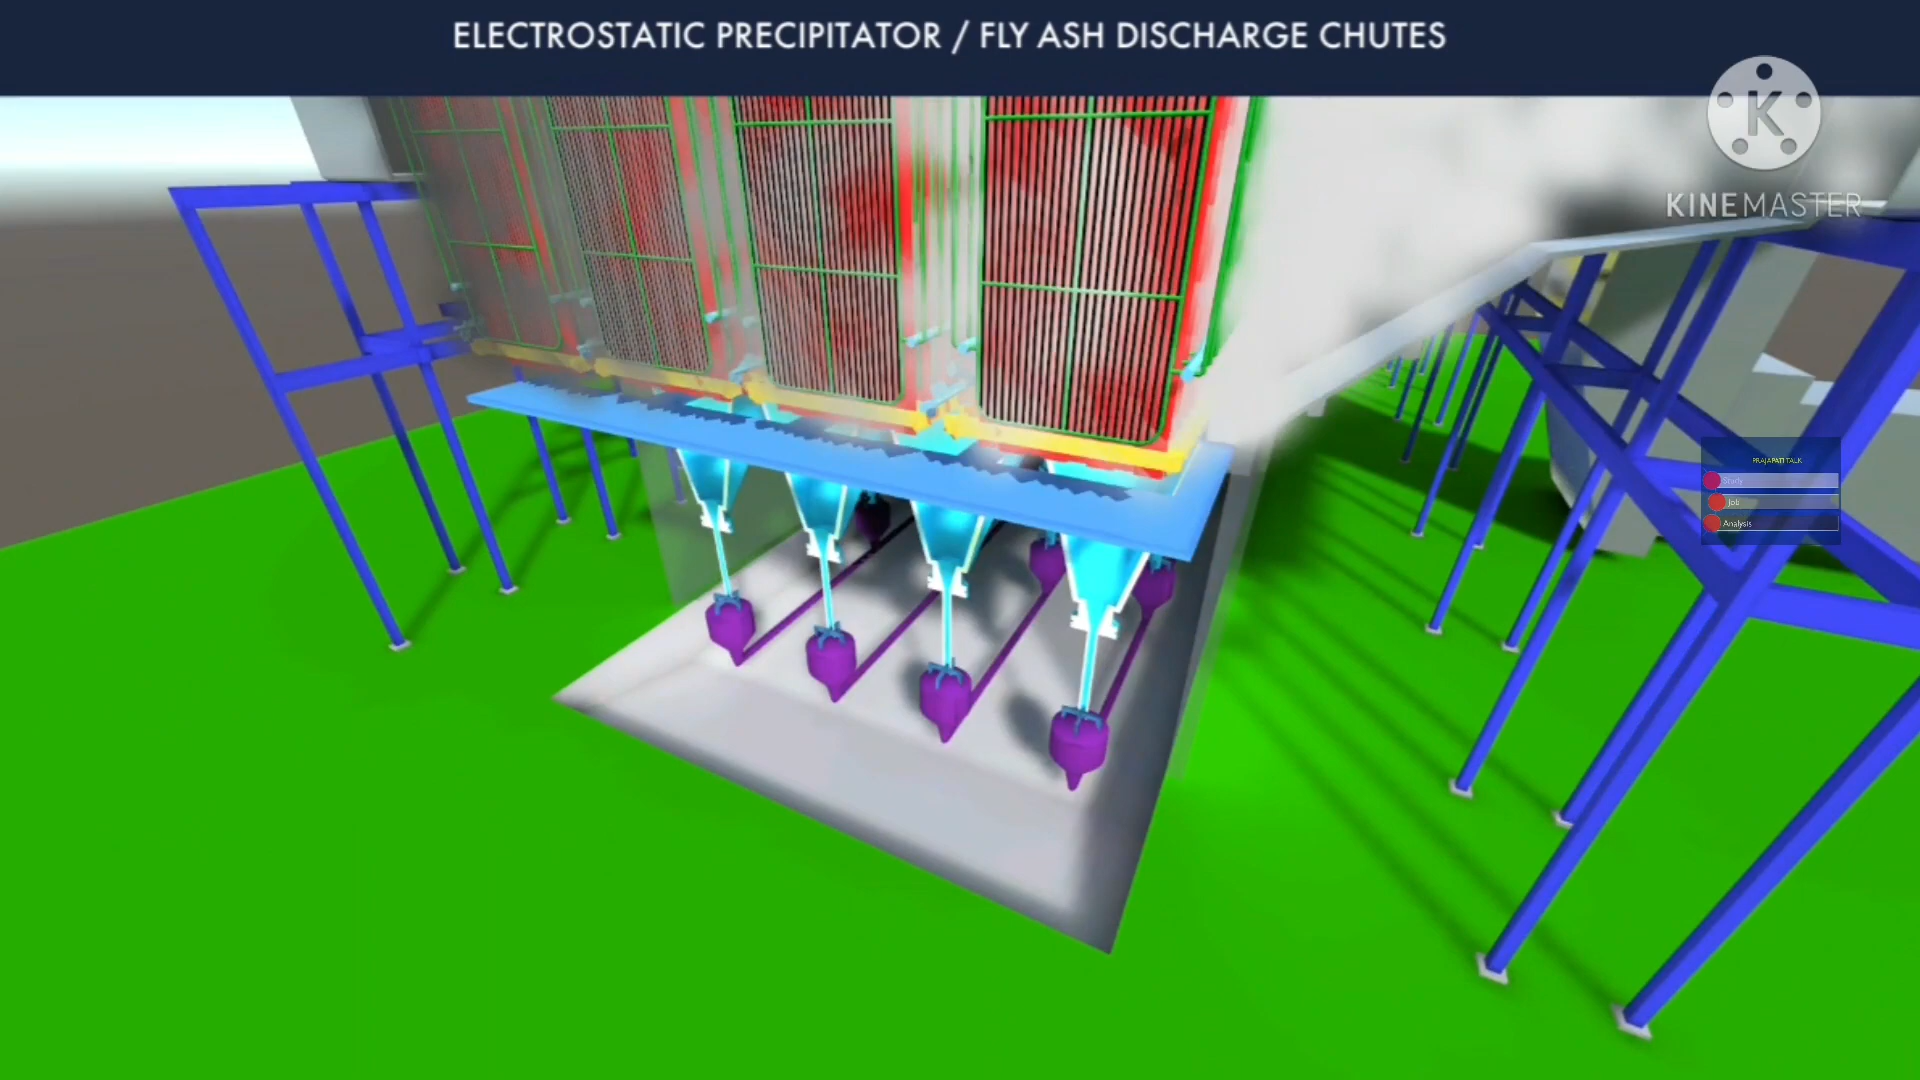 ELECTROSTATIC PRECIPITATOR / FLY ASH DISCHARGE CHUTES
K
KINEMASTER
PRAJAPATI TALK
Study
Job
Analysis